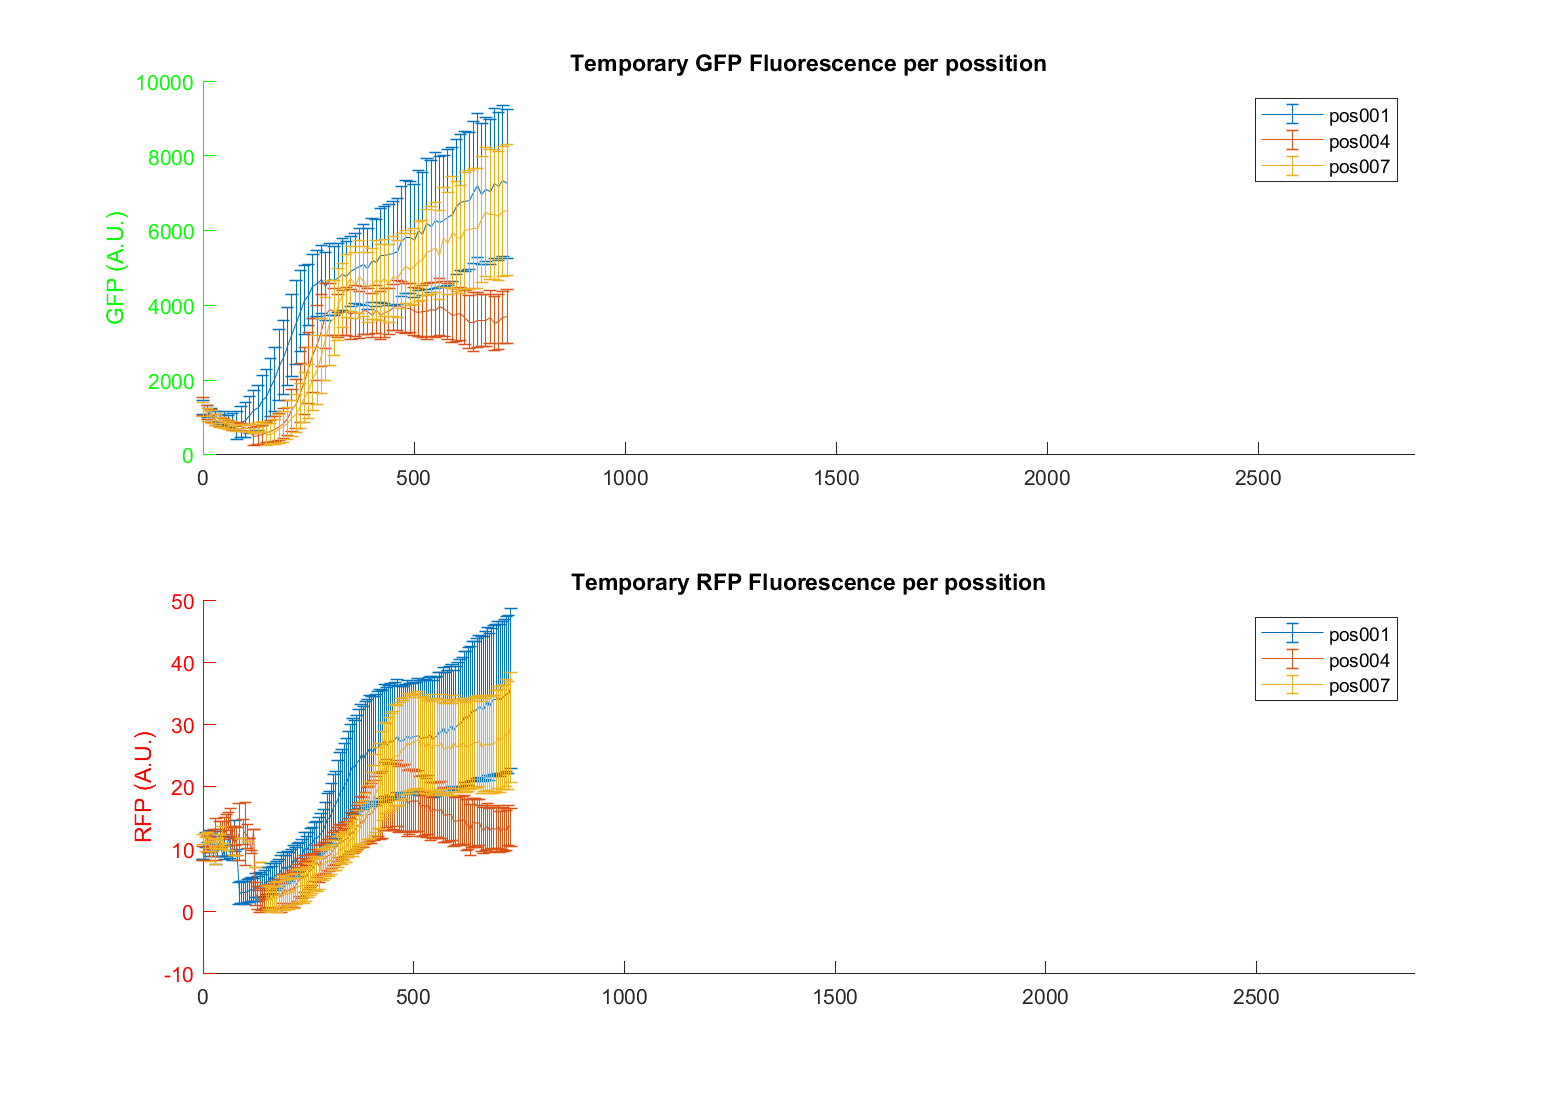 Temporary GFP Fluorescence per possition
10000
8000
6000
4000
2000
0
GFP (A.U.)
pos001
pos004
pos007
0 500 1000 1500 2000 2500
Temporary RFP Fluorescence per possition
50
40
30
20
10
0
-10
RFP (A.U.)
pos001
pos004
pos007
0 500 1000 1500 2000 2500